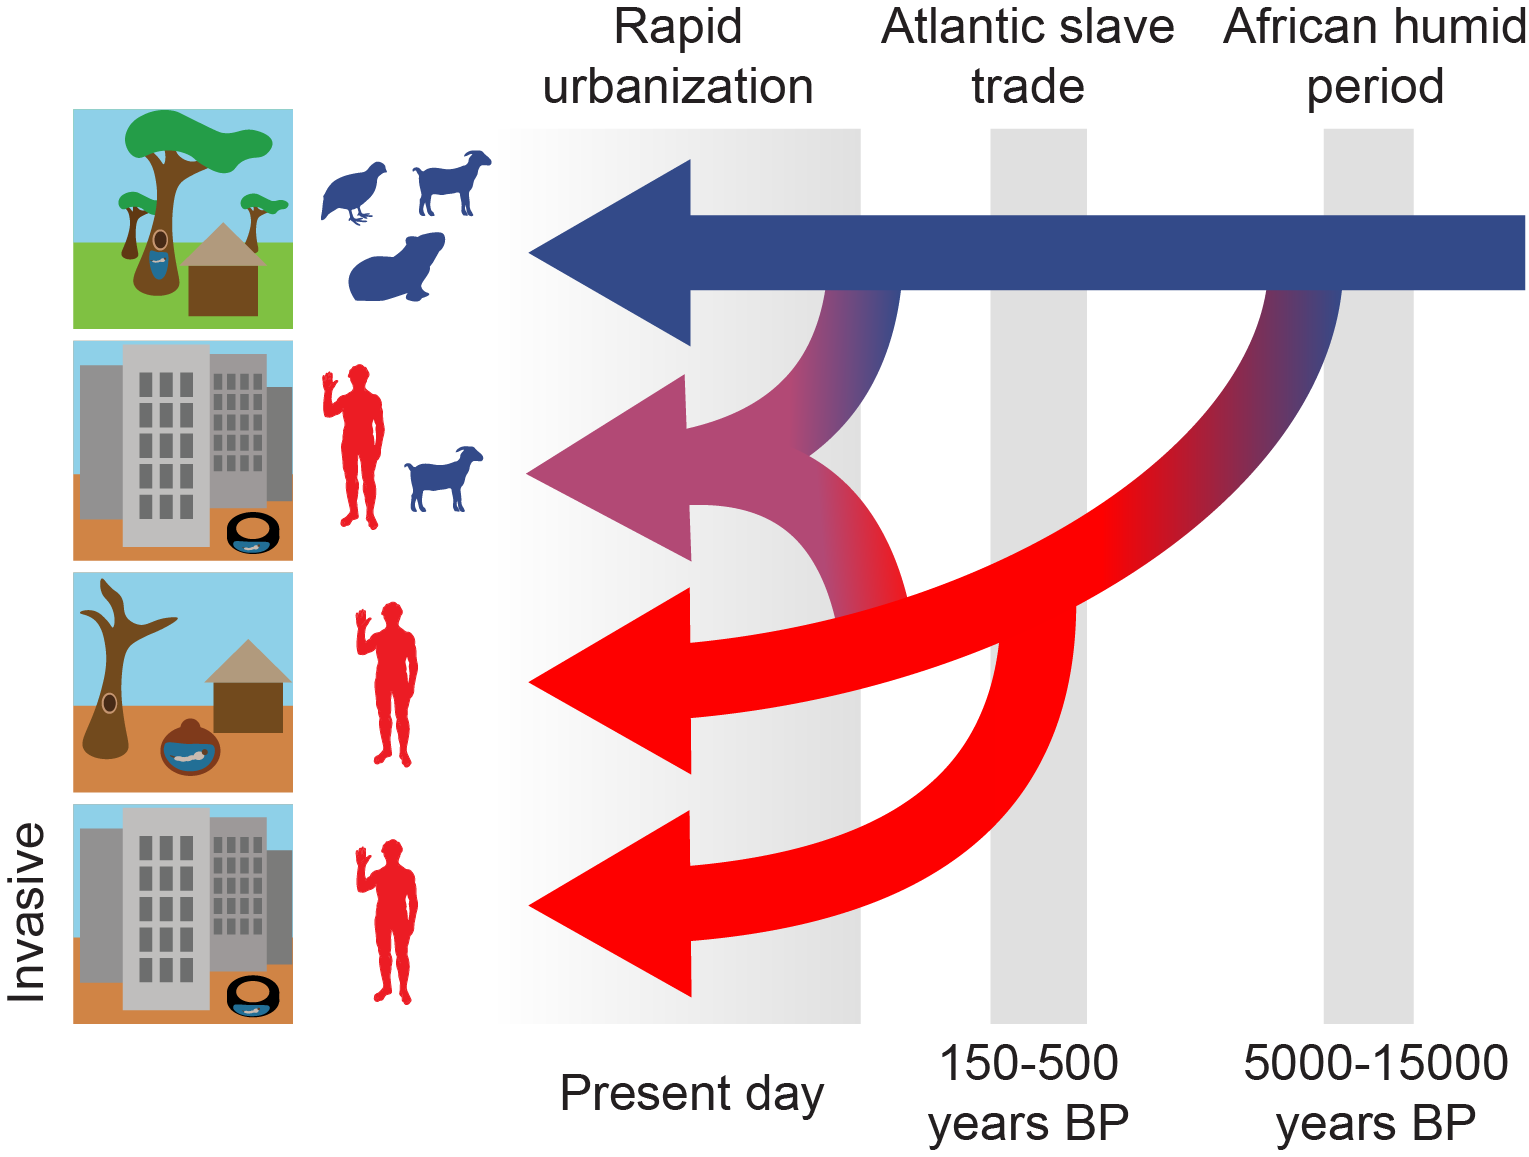 Rapid
urbanization
Atlantic slave
trade
African humid
period
Invasive
Present day
150-500
years BP
5000-15000
years BP